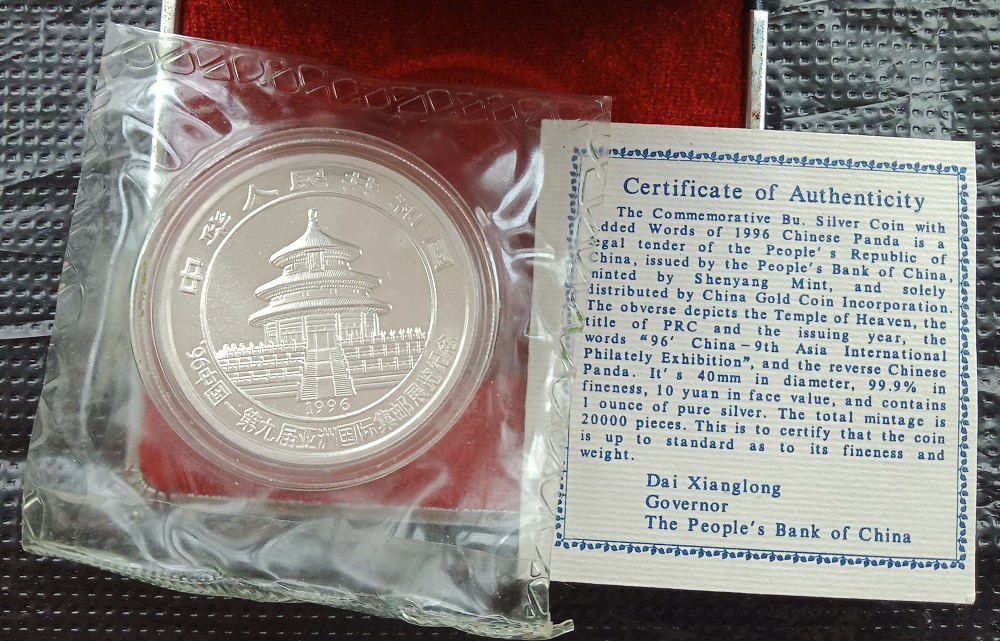 中华人民共和国
1996
'96中国—第九届亚洲国际集邮展览纪念
Certificate of Authenticity
The Commemorative Bu. Silver Coin with
dded Words of 1996 Chinese Panda is a
egal tender of the People's Republic of
China, issued by the People's Bank of China,
minted by Shenyang Mint, and solely
distributed by China Gold Coin Incorporation.
The obverse depicts the Temple of Heaven, the
title of PRC and the issuing year, the
words "96' China-9th Asia International
Philately Exhibition", and the reverse Chinese
Panda. It's 40mm in diameter, 99.9% in
fineness, 10 yuan in face value, and contains
1 ounce of pure silver. The total mintage is
20000 pieces. This is to certify that the coin
is up to standard as to its fineness and
weight.
Dai Xianglong
Governor
The People's Bank of China